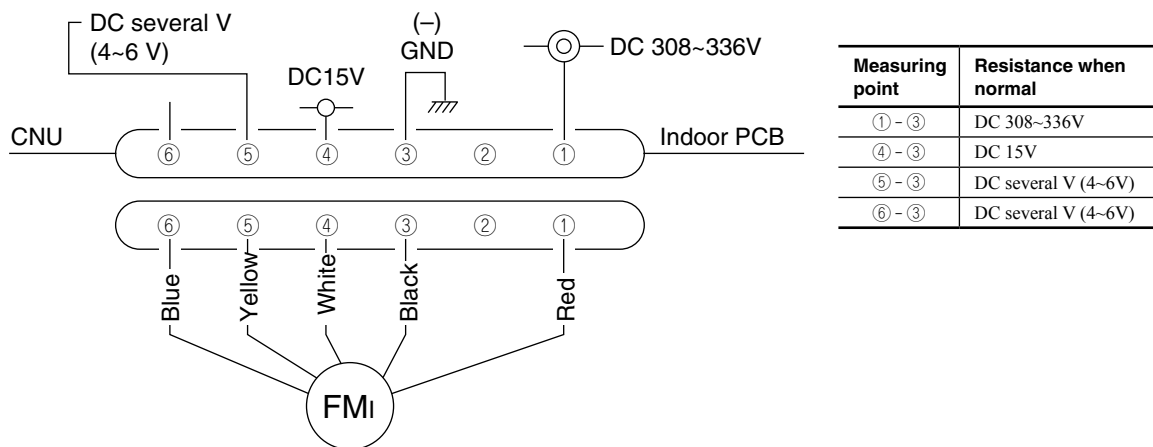 DC several V
(4~6 V)
DC15V
(–)
GND
DC 308~336V
CNU
⑥ ⑤ ④ ③ ② ①
Indoor PCB
⑥ ⑤ ④ ③ ② ①
Blue
Yellow
White
Black
Red
FMI
Measuring point
Resistance when normal
① - ③ DC 308~336V
④ - ③ DC 15V
⑤ - ③ DC several V (4~6V)
⑥ - ③ DC several V (4~6V)